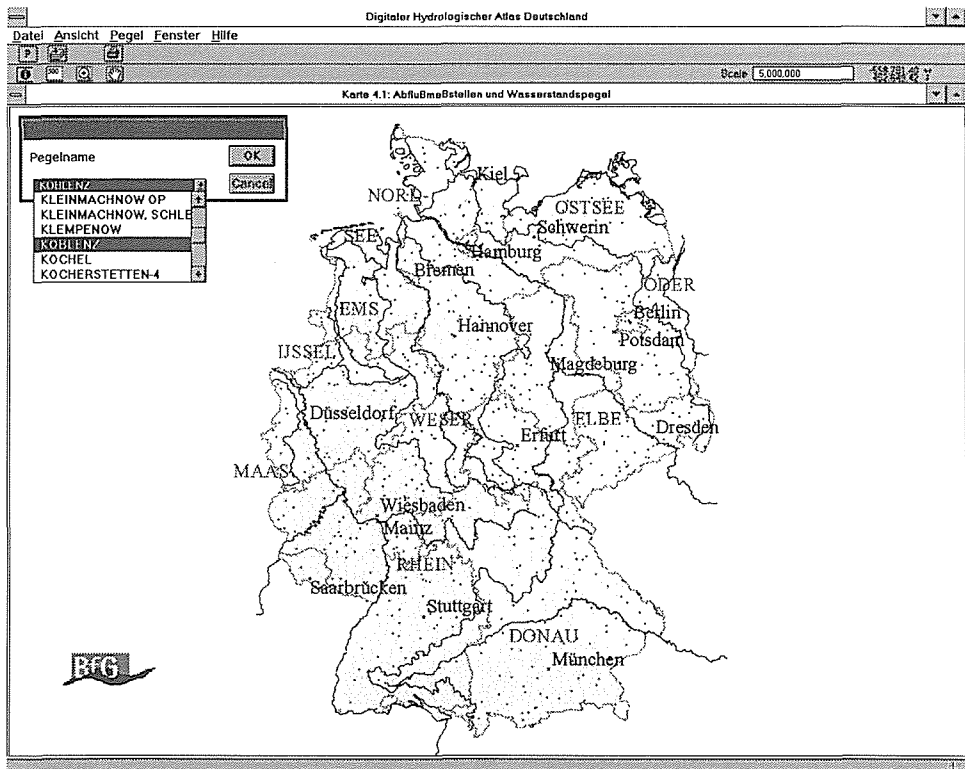 Digitaler Hydrologischer Atlas Deutschland
Datei Ansicht Pegel Fenster Hilfe
P
Scale 5,000,000
Karte 4.1: Abflußmeßstellen und Wasserstandspegel
Pegelname
OK
Cancel
KOBLENZ
KLEINMACHNOW OP
KLEINMACHNOW, SCHLE
KLEMPENOW
KOBLENZ
KOCHEL
KOCHERSTETTEN-4
Kiel
NORD-
OSTSEE
Schwerin
SEE
Hamburg
Bremen
ODER
EMS
Berlin
Hannover
Potsdam
IJSSEL
Magdeburg
Düsseldorf
WESER
ELBE
Erfurt
Dresden
MAAS
Wiesbaden
Mainz
RHEIN
Saarbrücken
Stuttgart
DONAU
München
BfG